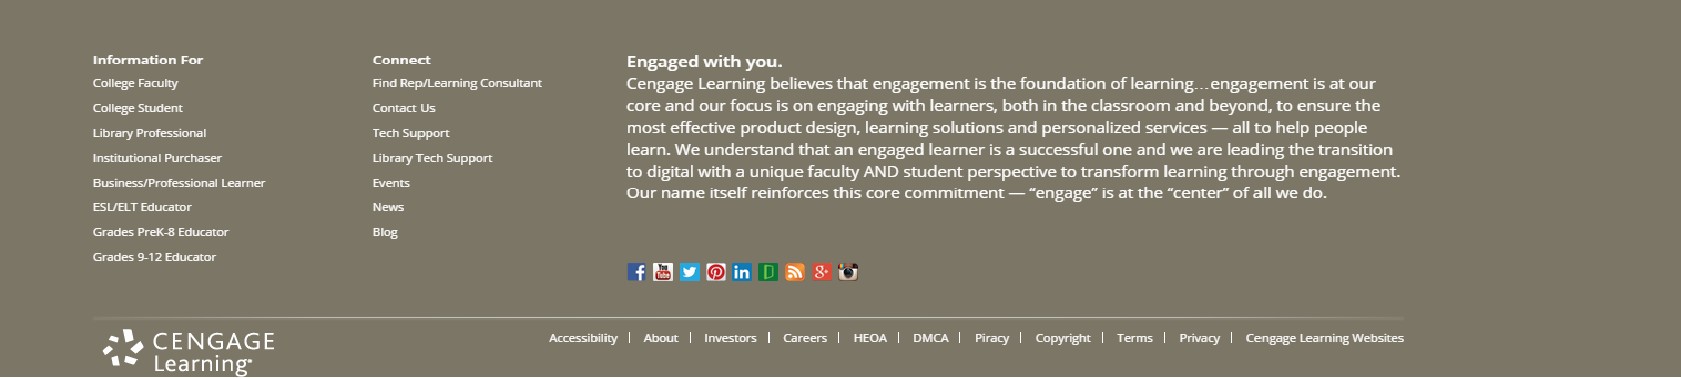 Information For
College Faculty
College Student
Library Professional
Institutional Purchaser
Business/Professional Learner
ESL/ELT Educator
Grades PreK-8 Educator
Grades 9-12 Educator
Connect
Find Rep/Learning Consultant
Contact Us
Tech Support
Library Tech Support
Events
News
Blog
Engaged with you.
Cengage Learning believes that engagement is the foundation of learning...engagement is at our
core and our focus is on engaging with learners, both in the classroom and beyond, to ensure the
most effective product design, learning solutions and personalized services — all to help people
learn. We understand that an engaged learner is a successful one and we are leading the transition
to digital with a unique faculty AND student perspective to transform learning through engagement.
Our name itself reinforces this core commitment — “engage” is at the “center” of all we do.
You Tube
in
g+
CENGAGE
Learning™
Accessibility | About | Investors | Careers | HEOA | DMCA | Piracy | Copyright | Terms | Privacy | Cengage Learning Websites